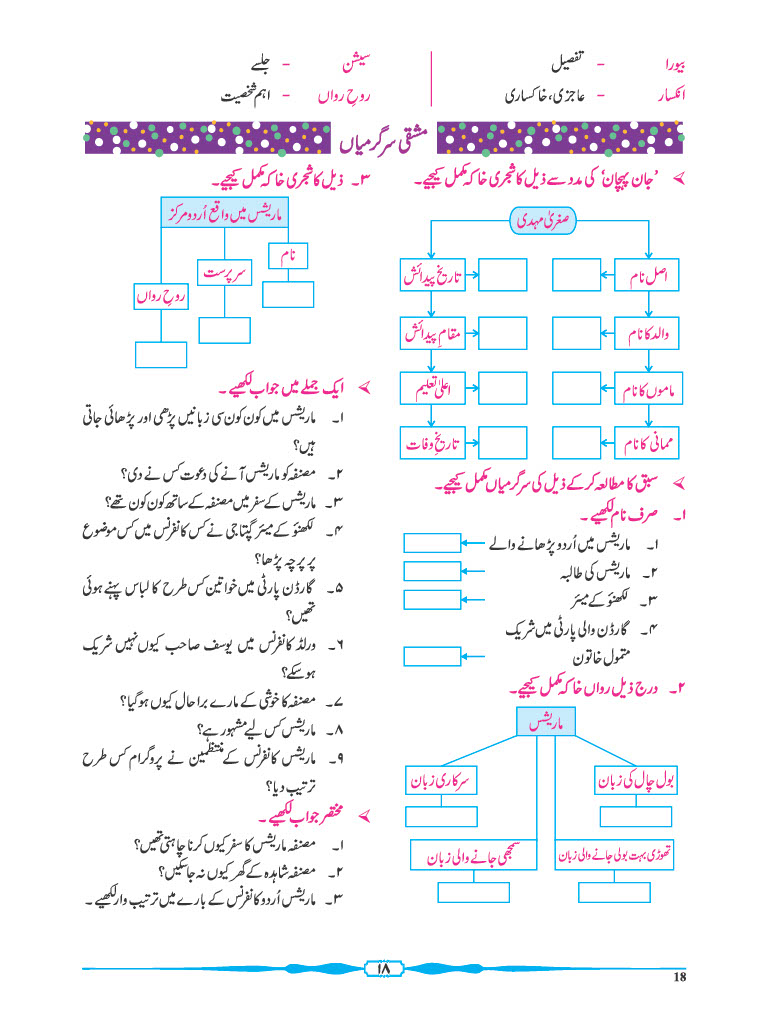 بیورا - تفصیل
انکسار - عاجزی، خاکساری
سیشن - جلسے
روحِ رواں - اہم شخصیت
مشقی سرگرمیاں
’جان پہچان‘ کی مدد سے ذیل کا شجری خاکہ مکمل کیجیے۔
صغریٰ مہدی
اصل نام
تاریخِ پیدائش
والد کا نام
مقامِ پیدائش
ماموں کا نام
اعلیٰ تعلیم
ممانی کا نام
تاریخِ وفات
سبق کا مطالعہ کرکے ذیل کی سرگرمیاں مکمل کیجیے۔
۱۔ صرف نام لکھیے۔
۱۔ ماریشس میں اُردو پڑھانے والے
۲۔ ماریشس کی طالبہ
۳۔ لکھنؤ کے میئر
۴۔ گارڈن والی پارٹی میں شریک
متمول خاتون
۲۔ درج ذیل رواں خاکہ مکمل کیجیے۔
ماریشس
بول چال کی زبان
سرکاری زبان
تھوڑی بہت بولی جانے والی زبان
سمجھی جانے والی زبان
۳۔ ذیل کا شجری خاکہ مکمل کیجیے۔
ماریشس میں واقع اُردو مرکز
نام
سرپرست
روحِ رواں
ایک جملے میں جواب لکھیے۔
۱۔ ماریشس میں کون کون سی زبانیں پڑھی اور پڑھائی جاتی
ہیں؟
۲۔ مصنفہ کو ماریشس آنے کی دعوت کس نے دی؟
۳۔ ماریشس کے سفر میں مصنفہ کے ساتھ کون کون تھے؟
۴۔ لکھنؤ کے میئر گپتا جی نے کس کانفرنس میں کس موضوع
پر پرچہ پڑھا؟
۵۔ گارڈن پارٹی میں خواتین کس طرح کا لباس پہنے ہوئی
تھیں؟
۶۔ ورلڈ کانفرنس میں یوسف صاحب کیوں نہیں شریک
ہوسکے؟
۷۔ مصنفہ کا خوشی کے مارے برا حال کیوں ہوگیا؟
۸۔ ماریشس کس لیے مشہور ہے؟
۹۔ ماریشس کانفرنس کے منتظمین نے پروگرام کس طرح
ترتیب دیا؟
مختصر جواب لکھیے۔
۱۔ مصنفہ ماریشس کا سفر کیوں کرنا چاہتی تھیں؟
۲۔ مصنفہ شاہدہ کے گھر کیوں نہ جاسکیں؟
۳۔ ماریشس اُردو کانفرنس کے بارے میں ترتیب وار لکھیے۔
۱۸
18